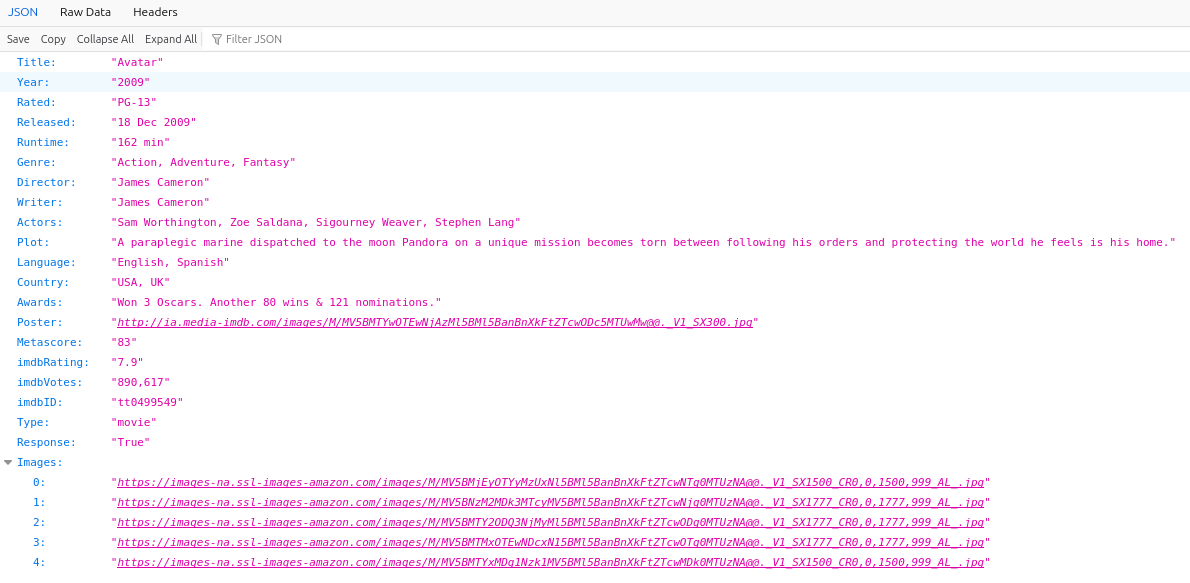 JSON Raw Data Headers
Save Copy Collapse All Expand All Filter JSON
Title: "Avatar"
Year: "2009"
Rated: "PG-13"
Released: "18 Dec 2009"
Runtime: "162 min"
Genre: "Action, Adventure, Fantasy"
Director: "James Cameron"
Writer: "James Cameron"
Actors: "Sam Worthington, Zoe Saldana, Sigourney Weaver, Stephen Lang"
Plot: "A paraplegic marine dispatched to the moon Pandora on a unique mission becomes torn between following his orders and protecting the world he feels is his home."
Language: "English, Spanish"
Country: "USA, UK"
Awards: "Won 3 Oscars. Another 80 wins & 121 nominations."
Poster: "http://ia.media-imdb.com/images/M/MV5BMTYwOTEwNjAzMl5BMl5BanBnXkFtZTcwODc5MTUwMw@@._V1_SX300.jpg"
Metascore: "83"
imdbRating: "7.9"
imdbVotes: "890,617"
imdbID: "tt0499549"
Type: "movie"
Response: "True"
Images:
0: "https://images-na.ssl-images-amazon.com/images/M/MV5BMjEyOTYyMzUxNl5BMl5BanBnXkFtZTcwNTg0MTUzNA@@._V1_SX1500_CR0,0,1500,999_AL_.jpg"
1: "https://images-na.ssl-images-amazon.com/images/M/MV5BNzM2MDk3MTcyMV5BMl5BanBnXkFtZTcwNjg0MTUzNA@@._V1_SX1777_CR0,0,1777,999_AL_.jpg"
2: "https://images-na.ssl-images-amazon.com/images/M/MV5BMTY2ODQ3NjMyMl5BMl5BanBnXkFtZTcwODg0MTUzNA@@._V1_SX1777_CR0,0,1777,999_AL_.jpg"
3: "https://images-na.ssl-images-amazon.com/images/M/MV5BMTMxOTEwNDcxN15BMl5BanBnXkFtZTcwOTg0MTUzNA@@._V1_SX1777_CR0,0,1777,999_AL_.jpg"
4: "https://images-na.ssl-images-amazon.com/images/M/MV5BMTYxMDg1Nzk1MV5BMl5BanBnXkFtZTcwMDk0MTUzNA@@._V1_SX1500_CR0,0,1500,999_AL_.jpg"